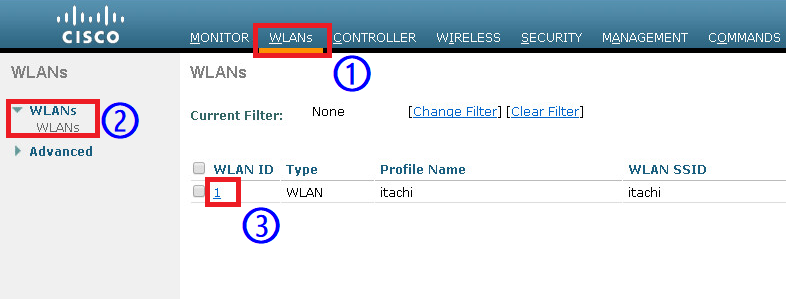 CISCO
MONITOR WLANs CONTROLLER WIRELESS SECURITY MANAGEMENT COMMANDS
1
WLANs
WLANs
WLANs
2
WLANs
Advanced
Current Filter: None [Change Filter] [Clear Filter]
WLAN ID Type Profile Name WLAN SSID
1 WLAN itachi itachi
3